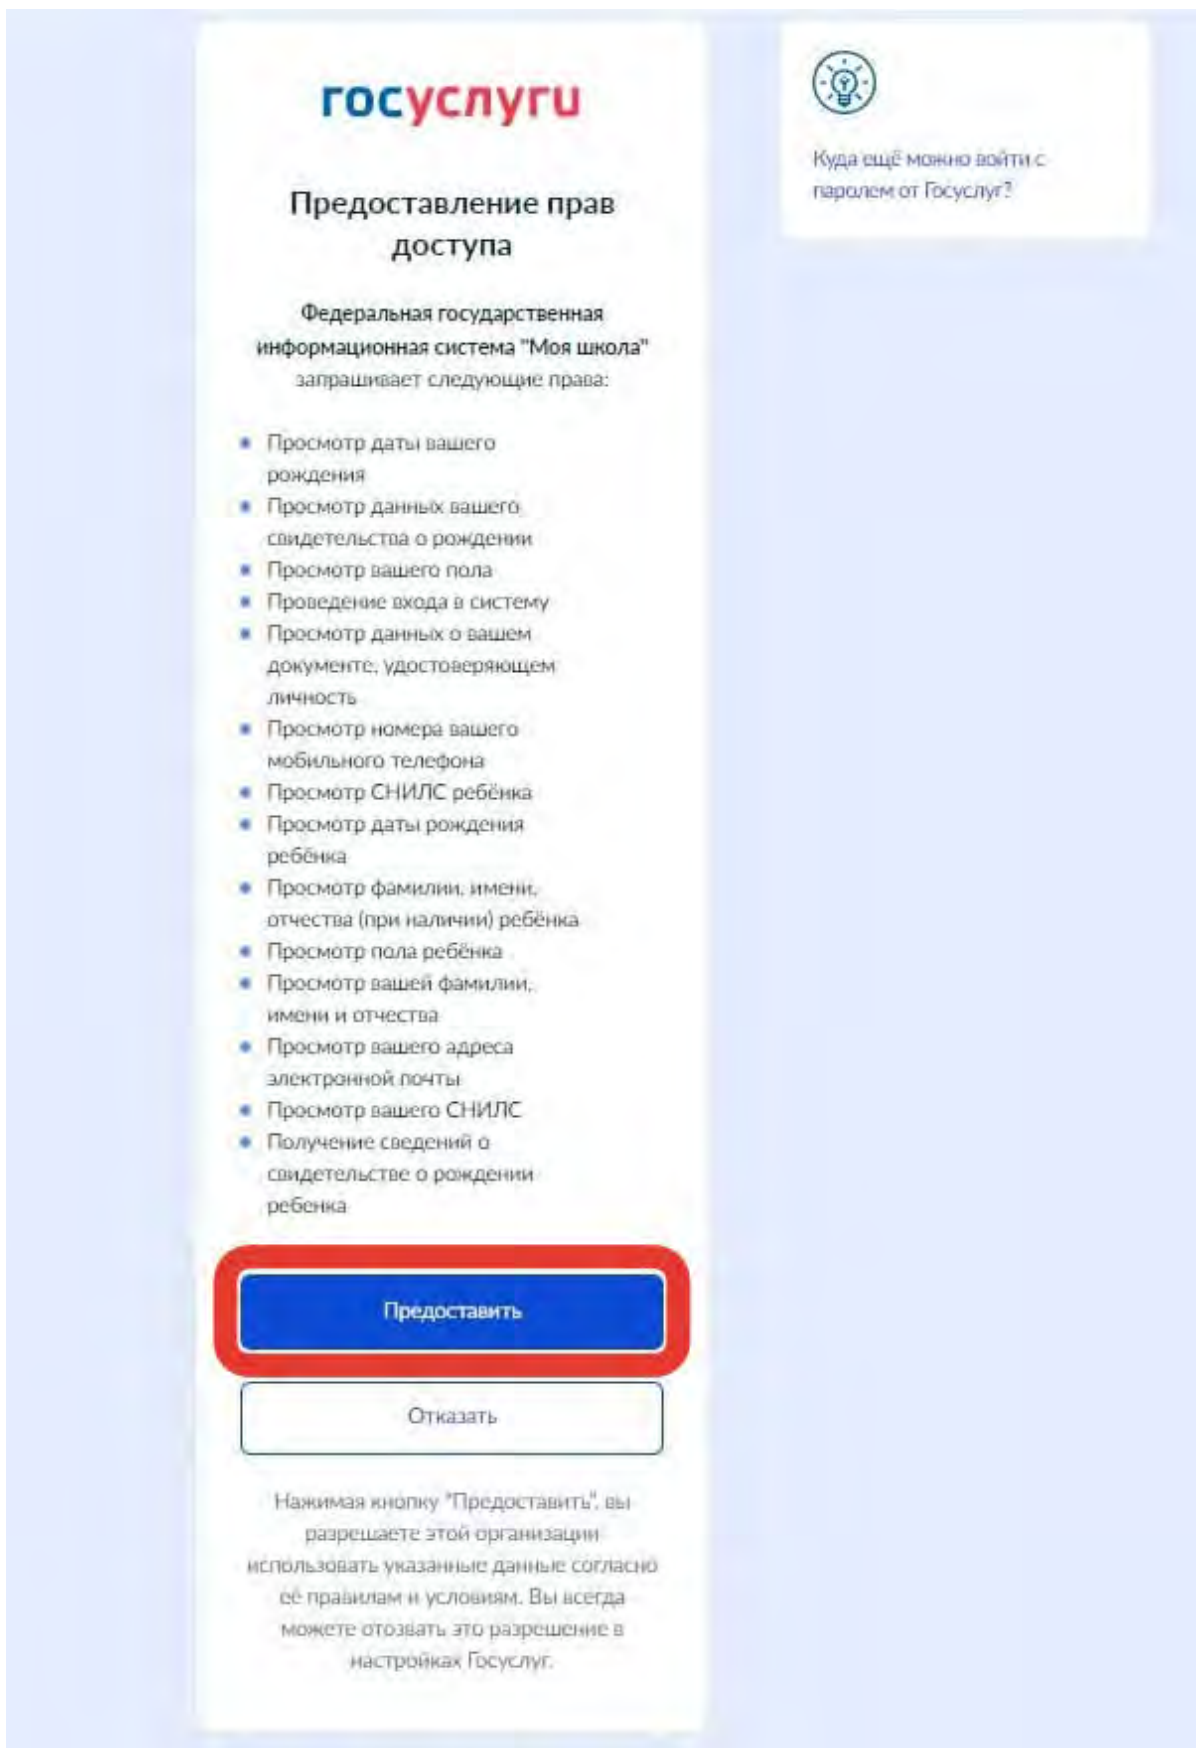 госуслуги
Предоставление прав
доступа
Федеральная государственная
информационная система "Моя школа"
запрашивает следующие права:
Просмотр даты вашего
рождения
Просмотр данных вашего
свидетельства о рождении
Просмотр вашего пола
Проведение входа в систему
Просмотр данных о вашем
документе, удостоверяющем
личность
Просмотр номера вашего
мобильного телефона
Просмотр СНИЛС ребёнка
Просмотр даты рождения
ребёнка
Просмотр фамилии, имени,
отчества (при наличии) ребёнка
Просмотр пола ребёнка
Просмотр вашей фамилии,
имени и отчества
Просмотр вашего адреса
электронной почты
Просмотр вашего СНИЛС
Получение сведений о
свидетельстве о рождении
ребенка
Предоставить
Отказать
Нажимая кнопку "Предоставить", вы
разрешаете этой организации
использовать указанные данные согласно
её правилам и условиям. Вы всегда
можете отозвать это разрешение в
настройках Госуслуг.
Куда ещё можно войти с
паролем от Госуслуг?